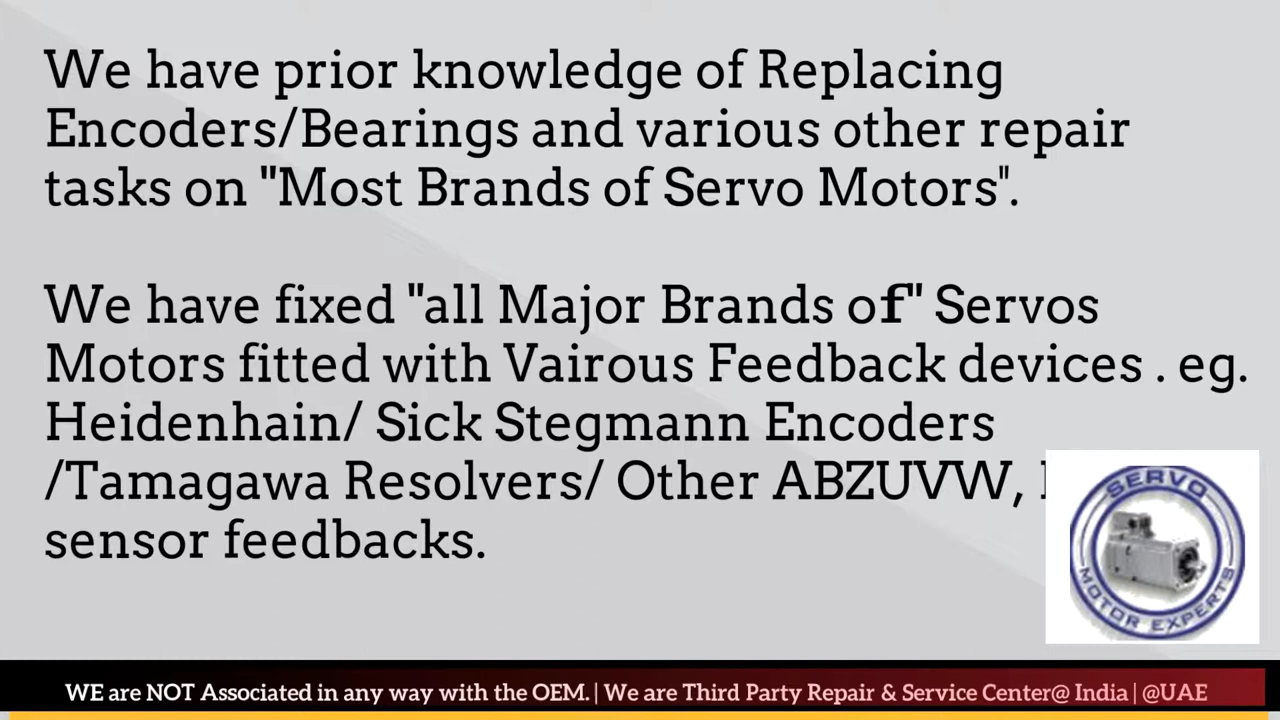 We have prior knowledge of Replacing
Encoders/Bearings and various other repair
tasks on "Most Brands of Servo Motors".
We have fixed "all Major Brands of" Servos
Motors fitted with Vairous Feedback devices . eg.
Heidenhain/ Sick Stegmann Encoders
/Tamagawa Resolvers/ Other ABZUVW,
sensor feedbacks.
SERVO
MOTOR EXPERTS
WE are NOT Associated in any way with the OEM. | We are Third Party Repair & Service Center@ India | @UAE